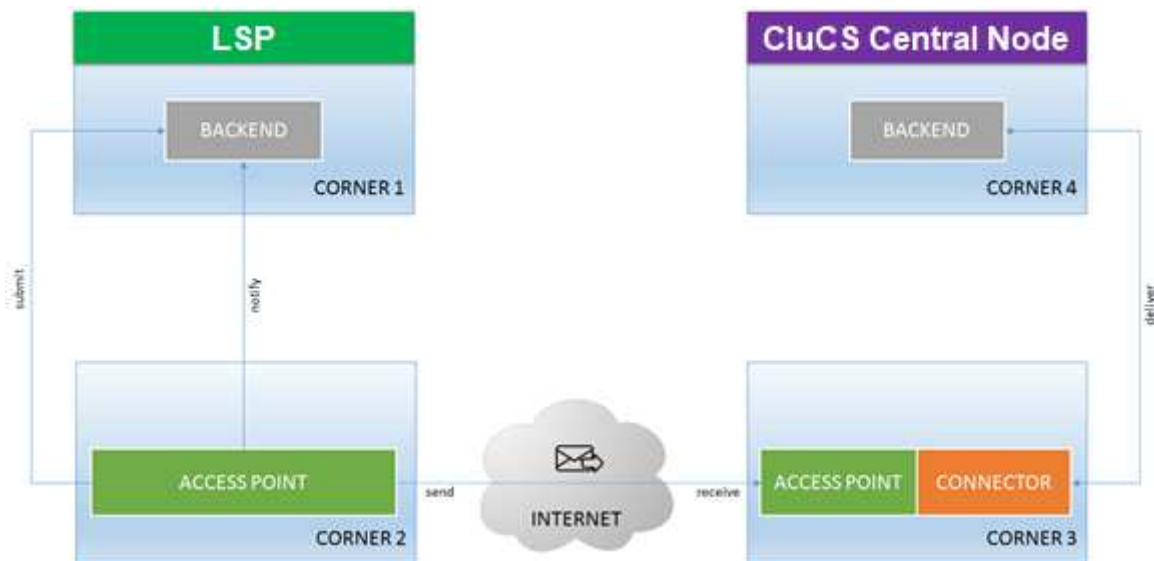 LSP
CluCS Central Node
BACKEND
BACKEND
CORNER 1
CORNER 4
submit
notify
deliver
ACCESS POINT
send
INTERNET
receive
ACCESS POINT
CONNECTOR
CORNER 2
CORNER 3